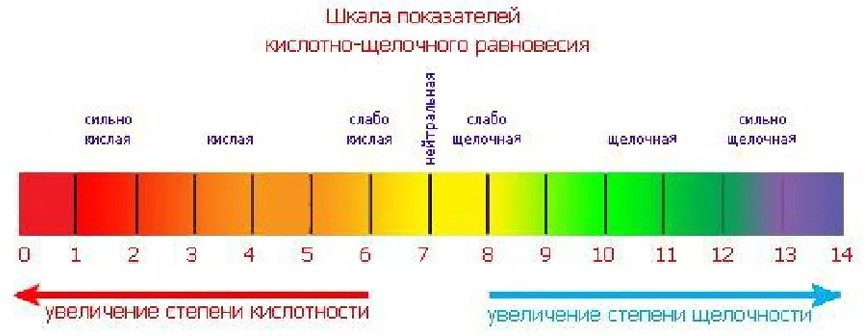 Шкала показателей
кислотно-щелочного равновесия
сильно
кислая
кислая
слабо
кислая
нейтральная
слабо
щелочная
щелочная
сильно
щелочная
0 1 2 3 4 5 6 7 8 9 10 11 12 13 14
увеличение степени кислотности
увеличение степени щелочности